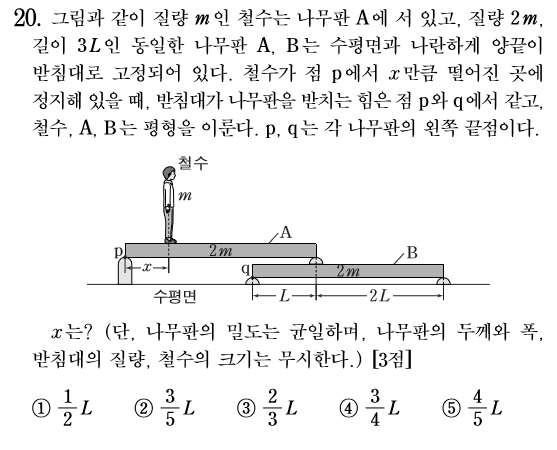 20. 그림과 같이 질량 m인 철수는 나무판 A에 서 있고, 질량 2m,
길이 3L인 동일한 나무판 A, B는 수평면과 나란하게 양끝이
받침대로 고정되어 있다. 철수가 점 p에서 x만큼 떨어진 곳에
정지해 있을 때, 받침대가 나무판을 받치는 힘은 점 p와 q에서 같고,
철수, A, B는 평형을 이룬다. p, q는 각 나무판의 왼쪽 끝점이다.
철수
m
A
p
2m
B
x
q
2m
수평면
L
2L
x는? (단, 나무판의 밀도는 균일하며, 나무판의 두께와 폭,
받침대의 질량, 철수의 크기는 무시한다.) [3점]
① 1/2 L ② 3/5 L ③ 2/3 L ④ 3/4 L ⑤ 4/5 L